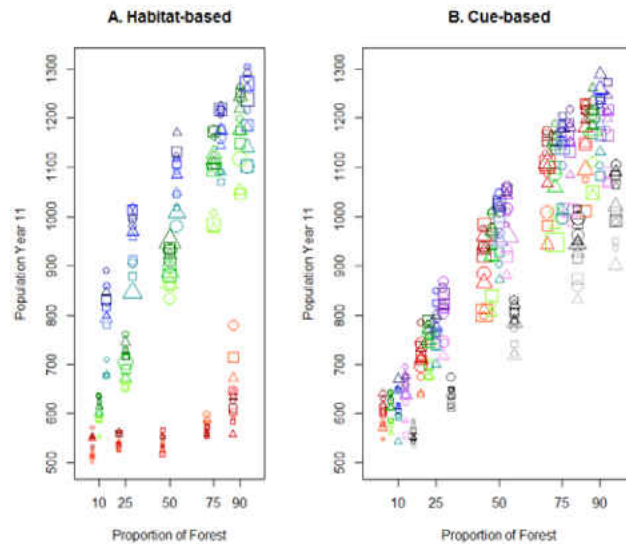 A. Habitat-based
Population Year 11
1300
1200
1100
1000
900
800
700
600
500
10 25 50 75 90
Proportion of Forest
B. Cue-based
Population Year 11
1300
1200
1100
1000
900
800
700
600
500
10 25 50 75 90
Proportion of Forest